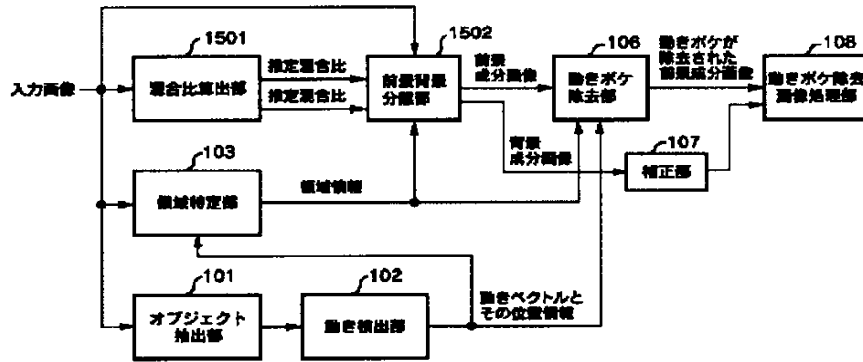 1501
混合比算出部
入力画像
推定混合比
推定混合比
1502
前景背景
分離部
前景
成分画像
106
動きボケ
除去部
動きボケが
除去された
前景成分画像
108
動きボケ除去
画像処理部
背景
成分画像
107
補正部
103
領域特定部
領域情報
101
オブジェクト
抽出部
102
動き検出部
動きベクトルと
その位置情報